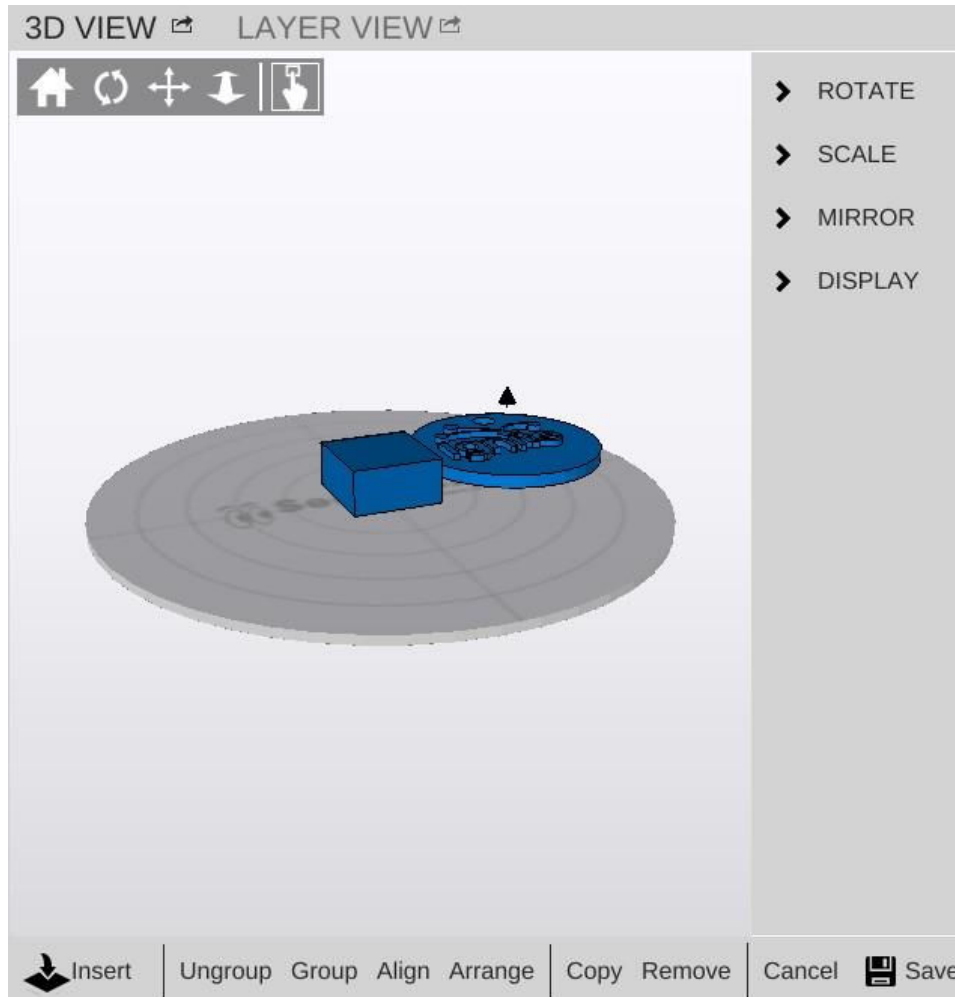 3D VIEW LAYER VIEW
ROTATE
SCALE
MIRROR
DISPLAY
Insert Ungroup Group Align Arrange Copy Remove Cancel Save